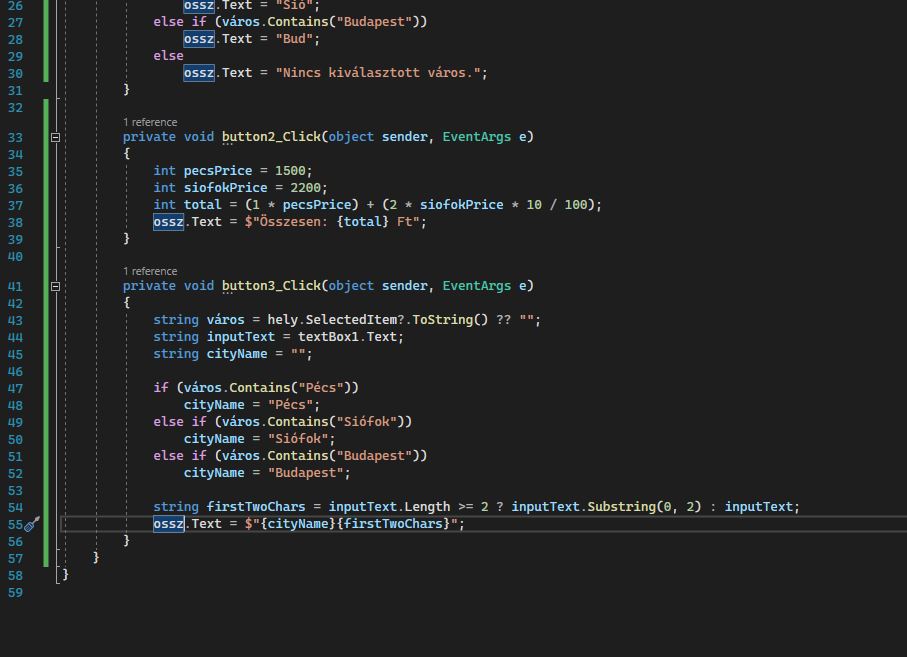 26 ossz.Text = "Sió";
27 else if (város.Contains("Budapest"))
28 ossz.Text = "Bud";
29 else
30 ossz.Text = "Nincs kiválasztott város.";
31 }
32
1 reference
33 private void button2_Click(object sender, EventArgs e)
34 {
35 int pecsPrice = 1500;
36 int siofokPrice = 2200;
37 int total = (1 * pecsPrice) + (2 * siofokPrice * 10 / 100);
38 ossz.Text = $"Összesen: {total} Ft";
39 }
40
1 reference
41 private void button3_Click(object sender, EventArgs e)
42 {
43 string város = hely.SelectedItem?.ToString() ?? "";
44 string inputText = textBox1.Text;
45 string cityName = "";
46
47 if (város.Contains("Pécs"))
48 cityName = "Pécs";
49 else if (város.Contains("Siófok"))
50 cityName = "Siófok";
51 else if (város.Contains("Budapest"))
52 cityName = "Budapest";
53
54 string firstTwoChars = inputText.Length >= 2 ? inputText.Substring(0, 2) : inputText;
55 ossz.Text = $"{cityName}{firstTwoChars}";
56 }
57 }
58 }
59